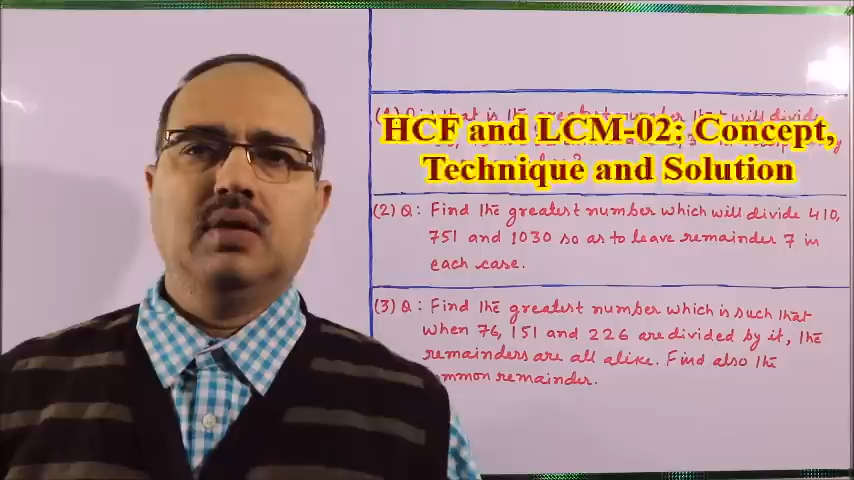 HCF and LCM-02: Concept,
Technique and Solution
(2) Q: Find the greatest number which will divide 410,
751 and 1030 so as to leave remainder 7 in
each case.
(3) Q: Find the greatest number which is such that
when 76, 151 and 226 are divided by it, the
remainders are all alike. Find also the
mmon remainder.